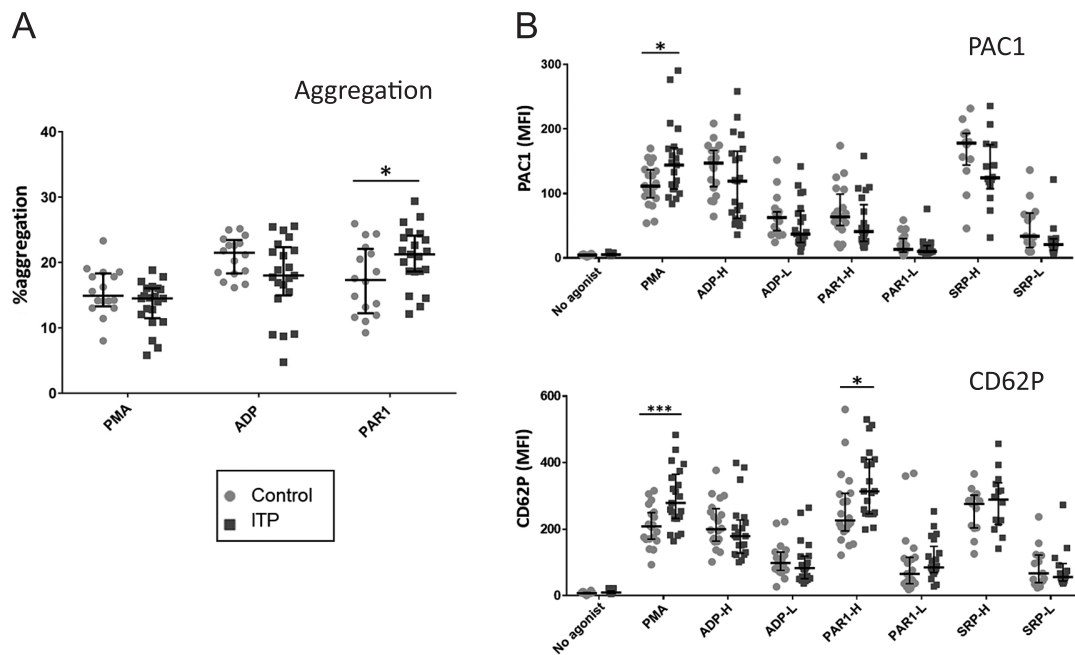 A
Aggregation
%aggregation
40
30
20
10
0
*
PMA
ADP
PAR1
Control
ITP
B
PAC1
PAC1 (MFI)
300
200
100
0
*
No agonist
PMA
ADP-H
ADP-L
PAR1-H
PAR1-L
SRP-H
SRP-L
CD62P
CD62P (MFI)
600
400
200
0
***
*
No agonist
PMA
ADP-H
ADP-L
PAR1-H
PAR1-L
SRP-H
SRP-L